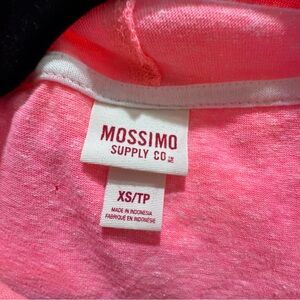 MOSSIMO
SUPPLY CO
XS/TP
MADE IN INDONESIA
FABRIQUÉ EN INDONÉSIE